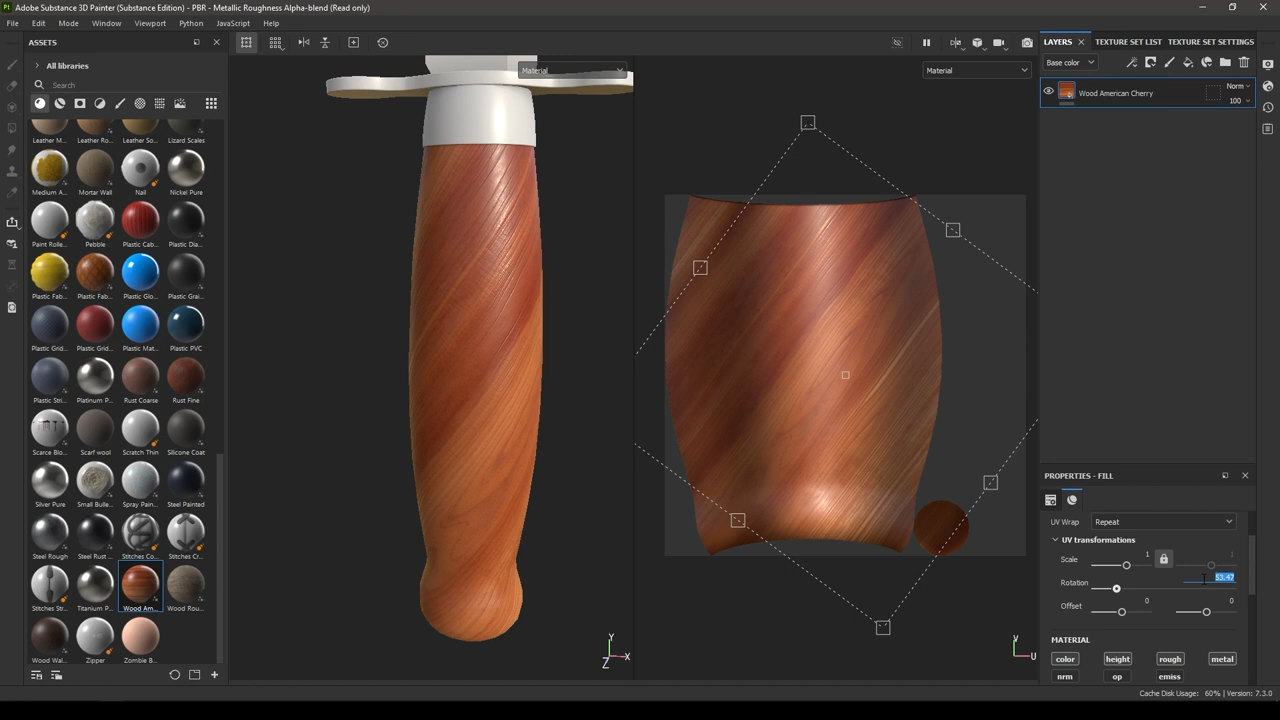 Pt Adobe Substance 3D Painter (Substance Edition) - PBR - Metallic Roughness Alpha-blend (Read only)
File Edit Mode Window Viewport Python JavaScript Help
ASSETS
All libraries
Search
Leather M... Leather Ro... Leather So... Lizard Scales
Medium A... Mortar Wall Nail Nickel Pure
Paint Rolle... Pebble Plastic Cab... Plastic Dia...
Plastic Fab... Plastic Fab... Plastic Glo... Plastic Grai...
Plastic Grid... Plastic Grid... Plastic Mat... Plastic PVC
Plastic Stri... Platinum P... Rust Coarse Rust Fine
Scarce Blo... Scarf wool Scratch Thin Silicone Coat
Silver Pure Small Bulle... Spray Pain... Steel Painted
Steel Rough Steel Rust ... Stitches Co... Stitches Cr...
Stitches Str... Titanium P... Wood Am... Wood Rou...
Wood Wal... Zipper Zombie B...
Material
Y
Z X
Material
V
U
LAYERS TEXTURE SET LIST TEXTURE SET SETTINGS
Base color
Wood American Cherry Norm
100
PROPERTIES - FILL
UV Wrap Repeat
UV transformations
Scale 1 1
Rotation 53.47
Offset 0 0
MATERIAL
color height rough metal
nrm op emiss
Cache Disk Usage: 60% | Version: 7.3.0